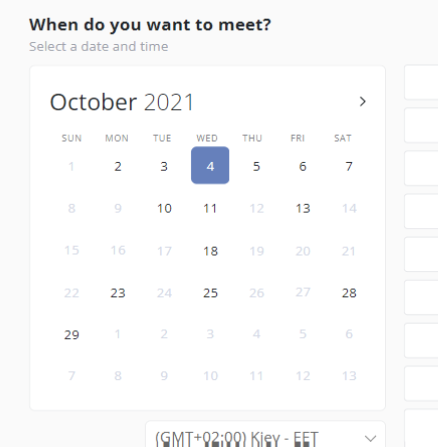 When do you want to meet?
Select a date and time
October 2021
SUN MON TUE WED THU FRI SAT
1 2 3 4 5 6 7
8 9 10 11 12 13 14
15 16 17 18 19 20 21
22 23 24 25 26 27 28
29 1 2 3 4 5 6
7 8 9 10 11 12 13
(GMT+02:00) Kiev - EET